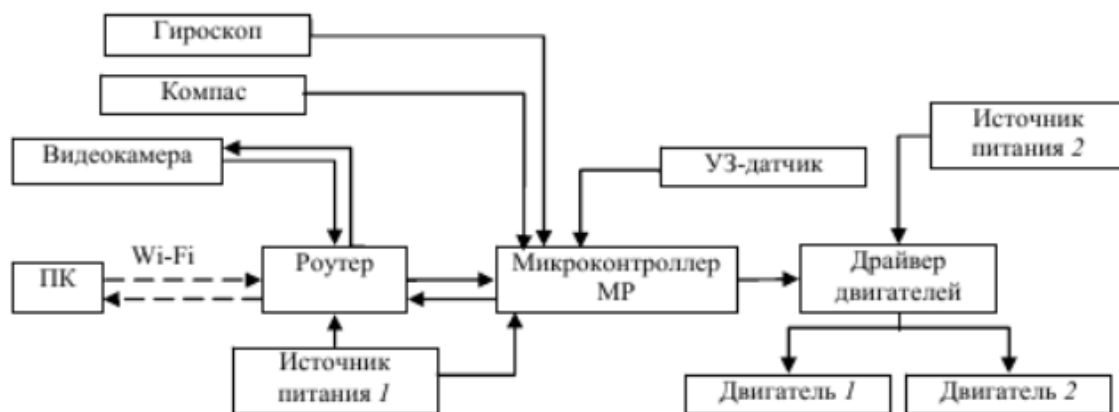 Гироскоп
Компас
Видеокамера
УЗ-датчик
Источник
питания 2
Wi-Fi
ПК
Роутер
Микроконтроллер
МР
Драйвер
двигателей
Источник
питания 1
Двигатель 1
Двигатель 2